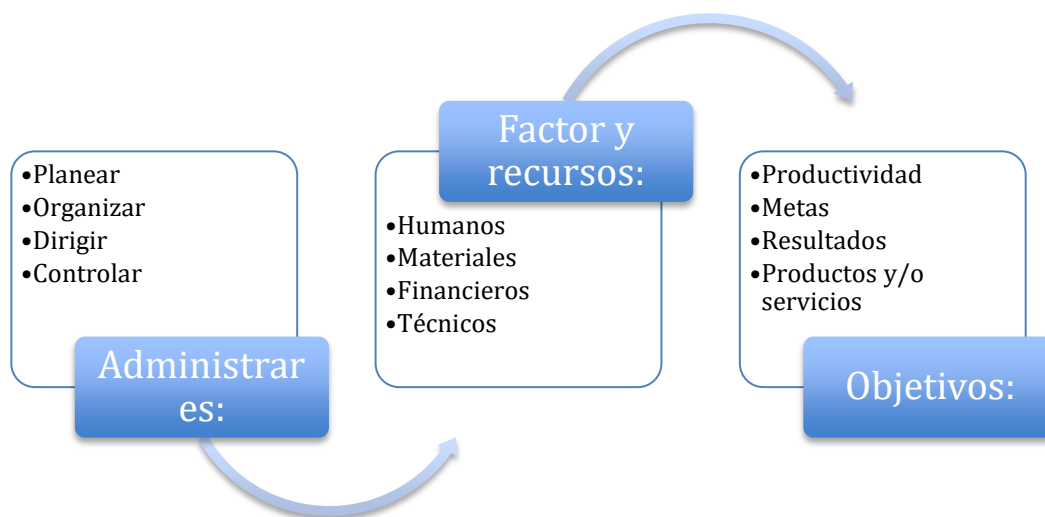 •Planear
•Organizar
•Dirigir
•Controlar
Administrar
es:
Factor y
recursos:
•Humanos
•Materiales
•Financieros
•Técnicos
•Productividad
•Metas
•Resultados
•Productos y/o
servicios
Objetivos: